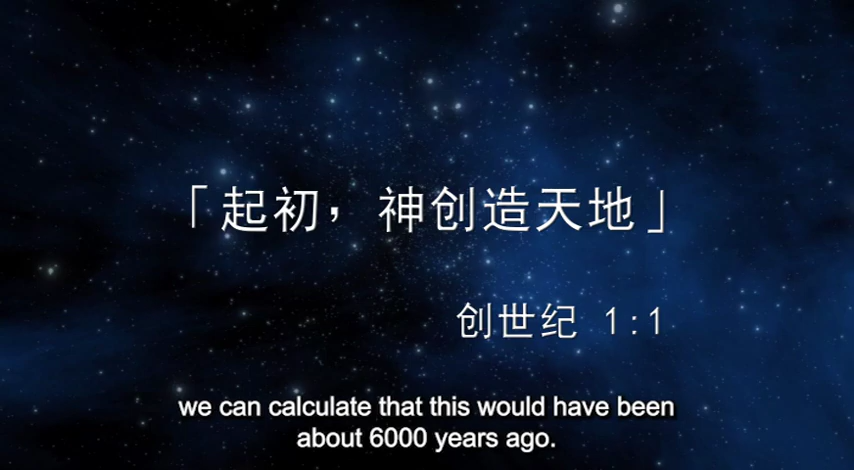 「起初，神创造天地」
创世纪 1:1
we can calculate that this would have been
about 6000 years ago.